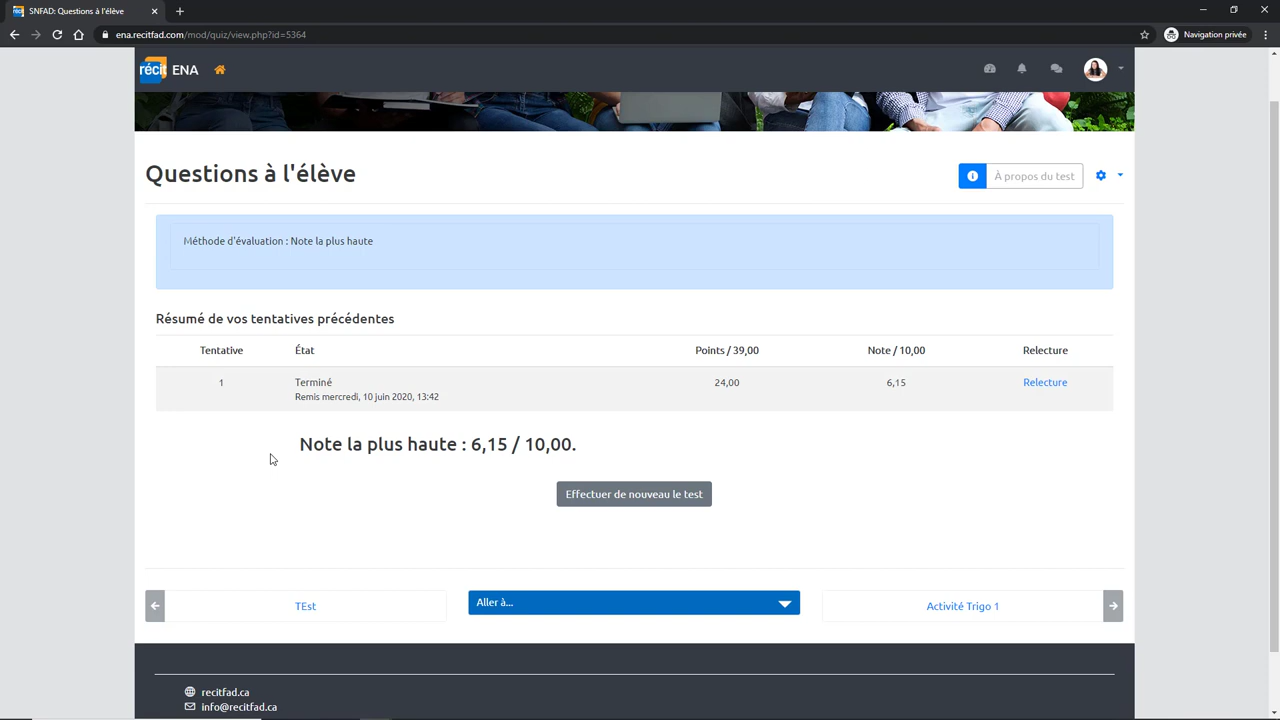 SNFAD: Questions à l'élève
ena.recitfad.com/mod/quiz/view.php?id=5364
Navigation privée
récit ENA
Questions à l'élève
À propos du test
Méthode d'évaluation : Note la plus haute
Résumé de vos tentatives précédentes
Tentative État Points / 39,00 Note / 10,00 Relecture
1 Terminé 24,00 6,15 Relecture
Remis mercredi, 10 juin 2020, 13:42
Note la plus haute : 6,15 / 10,00.
Effectuer de nouveau le test
TEst Aller à... Activité Trigo 1
recitfad.ca
info@recitfad.ca